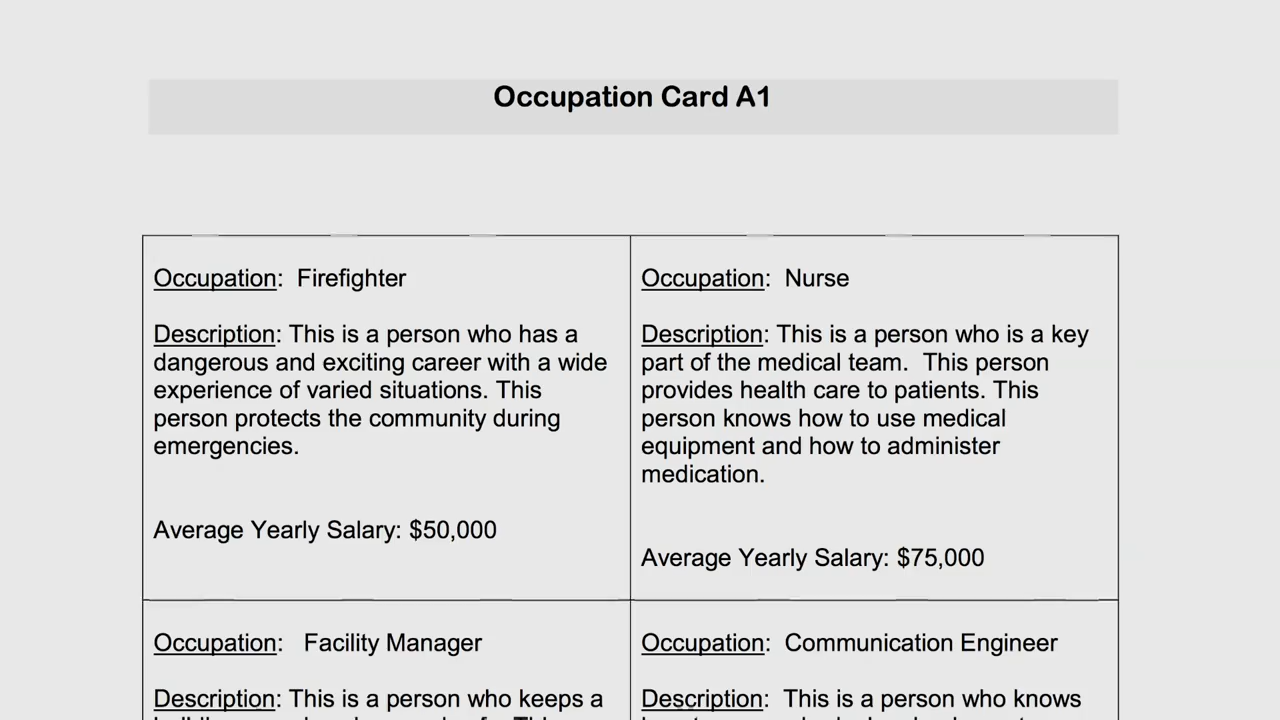 Occupation Card A1
Occupation:  Firefighter
Description: This is a person who has a
dangerous and exciting career with a wide
experience of varied situations. This
person protects the community during
emergencies.
Average Yearly Salary: $50,000
Occupation:  Nurse
Description: This is a person who is a key
part of the medical team.  This person
provides health care to patients. This
person knows how to use medical
equipment and how to administer
medication.
Average Yearly Salary: $75,000
Occupation:   Facility Manager
Description: This is a person who keeps a
Occupation:  Communication Engineer
Description:  This is a person who knows